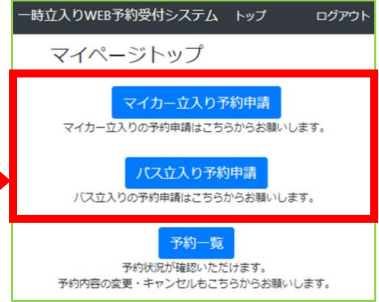 一時立入りWEB予約受付システム トップ ログアウト
マイページトップ
マイカー立入り予約申請
マイカー立入りの予約申請はこちらからお願いします。
バス立入り予約申請
バス立入りの予約申請はこちらからお願いします。
予約一覧
予約状況が確認いただけます。
予約内容の変更・キャンセルもこちらからお願いします。